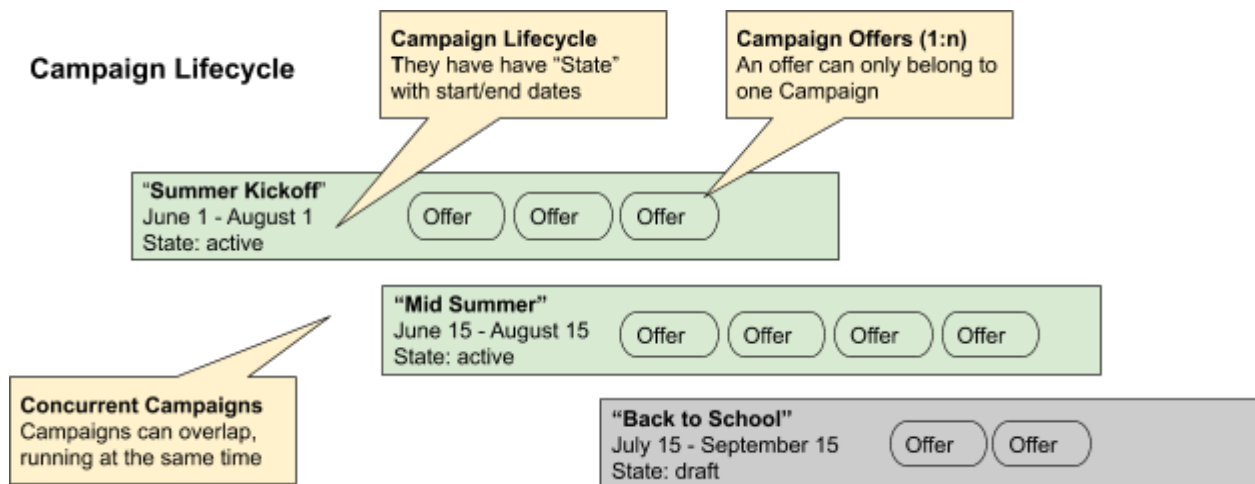 Campaign Lifecycle
Campaign Lifecycle
They have have “State”
with start/end dates
Campaign Offers (1:n)
An offer can only belong to
one Campaign
“Summer Kickoff”
June 1 - August 1
State: active
Offer
Offer
Offer
“Mid Summer”
June 15 - August 15
State: active
Offer
Offer
Offer
Offer
Concurrent Campaigns
Campaigns can overlap,
running at the same time
“Back to School”
July 15 - September 15
State: draft
Offer
Offer